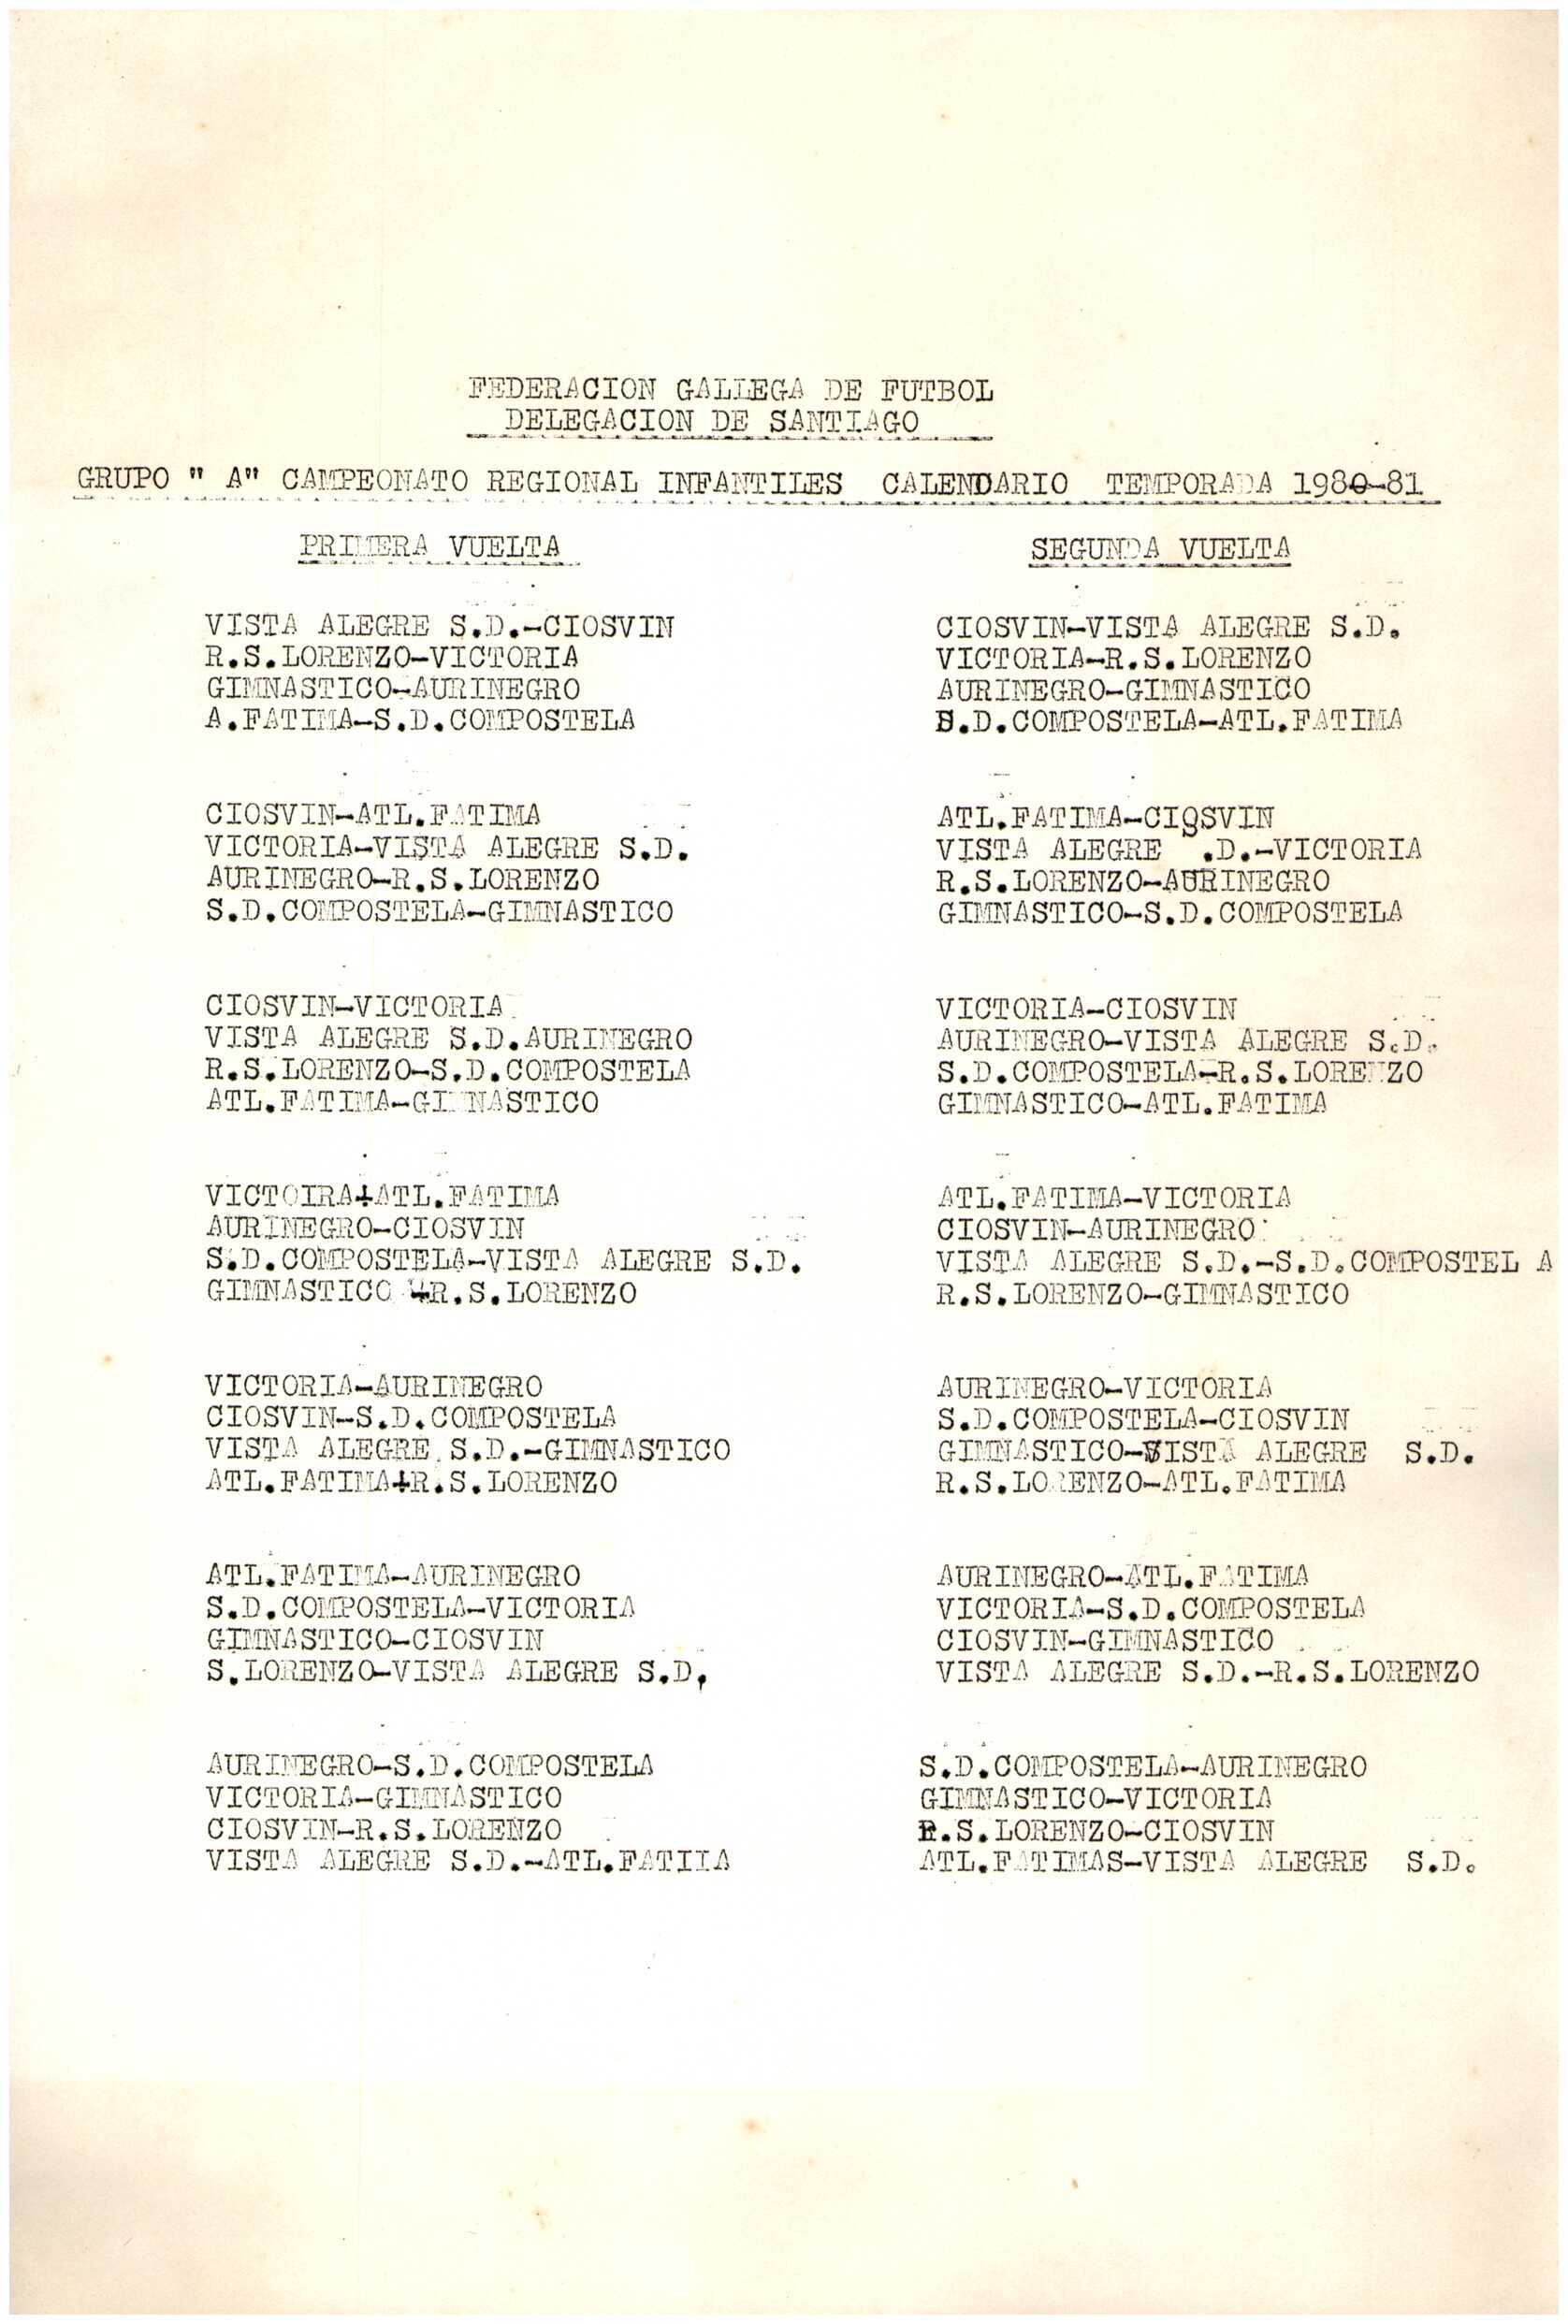 FEDERACION GALLEGA DE FUTBOL
DELEGACION DE SANTIAGO
GRUPO " A" CAMPEONATO REGIONAL INFANTILES CALENDARIO TEMPORADA 1980-81
PRIMERA VUELTA
VISTA ALEGRE S.D.-CIOSVIN
R.S.LORENZO-VICTORIA
GIMNASTICO-AURINEGRO
A.FATIMA-S.D.COMPOSTELA
CIOSVIN-ATL.FATIMA
VICTORIA-VISTA ALEGRE S.D.
AURINEGRO-R.S.LORENZO
S.D.COMPOSTELA-GIMNASTICO
CIOSVIN-VICTORIA
VISTA ALEGRE S.D.AURINEGRO
R.S.LORENZO-S.D.COMPOSTELA
ATL.FATIMA-GIMNASTICO
VICTOIRA-ATL.FATIMA
AURINEGRO-CIOSVIN
S.D.COMPOSTELA-VISTA ALEGRE S.D.
GIMNASTICO -R.S.LORENZO
VICTORIA-AURINEGRO
CIOSVIN-S.D.COMPOSTELA
VISTA ALEGRE S.D.-GIMNASTICO
ATL.FATIMA-R.S.LORENZO
ATL.FATIMA-AURINEGRO
S.D.COMPOSTELA-VICTORIA
GIMNASTICO-CIOSVIN
S.LORENZO-VISTA ALEGRE S.D,
AURINEGRO-S.D.COMPOSTELA
VICTORIA-GIMNASTICO
CIOSVIN-R.S.LORENZO
VISTA ALEGRE S.D.-ATL.FATIIA
SEGUNDA VUELTA
CIOSVIN-VISTA ALEGRE S.D.
VICTORIA-R.S.LORENZO
AURINEGRO-GIMNASTICO
S.D.COMPOSTELA-ATL.FATIMA
ATL.FATIMA-CIOSVIN
VISTA ALEGRE .D.-VICTORIA
R.S.LORENZO-AURINEGRO
GIMNASTICO-S.D.COMPOSTELA
VICTORIA-CIOSVIN
AURINEGRO-VISTA ALEGRE S.D.
S.D.COMPOSTELA-R.S.LORENZO
GIMNASTICO-ATL.FATIMA
ATL.FATIMA-VICTORIA
CIOSVIN-AURINEGRO
VISTA ALEGRE S.D.-S.D.COMPOSTEL A
R.S.LORENZO-GIMNASTICO
AURINEGRO-VICTORIA
S.D.COMPOSTELA-CIOSVIN
GIMNASTICO-VISTA ALEGRE S.D.
R.S.LORENZO-ATL.FATIMA
AURINEGRO-ATL.FATIMA
VICTORIA-S.D.COMPOSTELA
CIOSVIN-GIMNASTICO
VISTA ALEGRE S.D.-R.S.LORENZO
S.D.COMPOSTELA-AURINEGRO
GIMNASTICO-VICTORIA
R.S.LORENZO-CIOSVIN
ATL.FATIMAS-VISTA ALEGRE S.D.